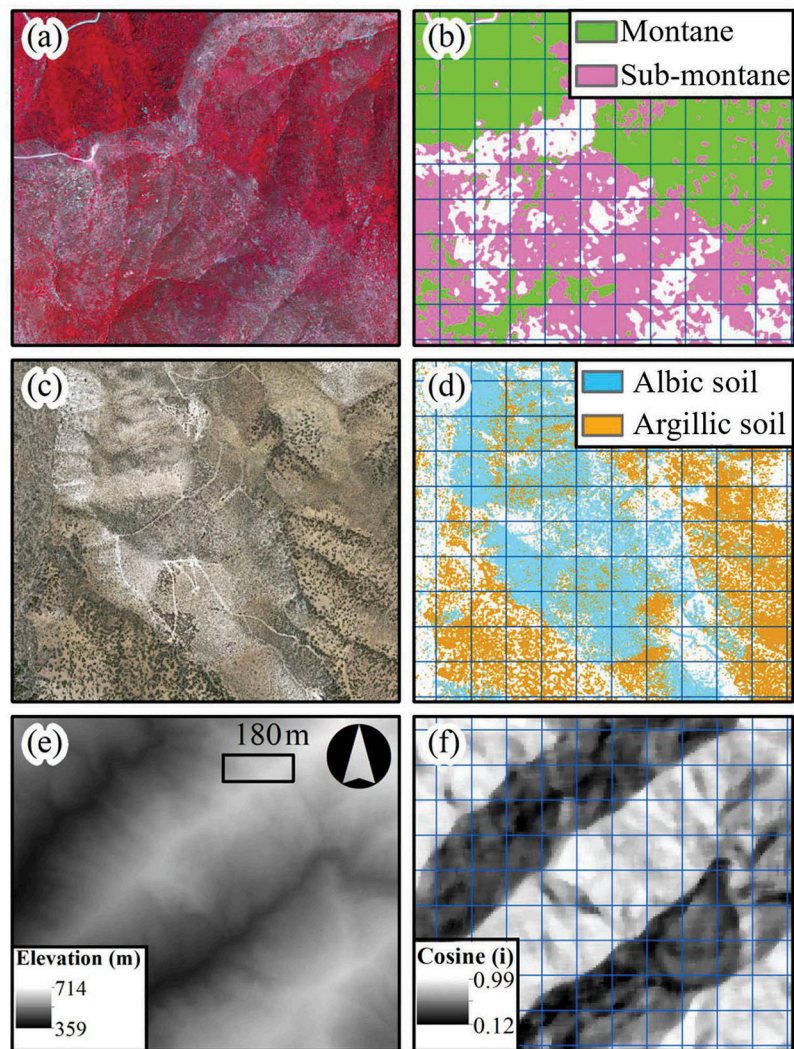 (a)
(b)
Montane
Sub-montane
(c)
(d)
Albic soil
Argillic soil
(e)
180 m
(f)
Elevation (m)
714
359
Cosine (i)
0.99
0.12